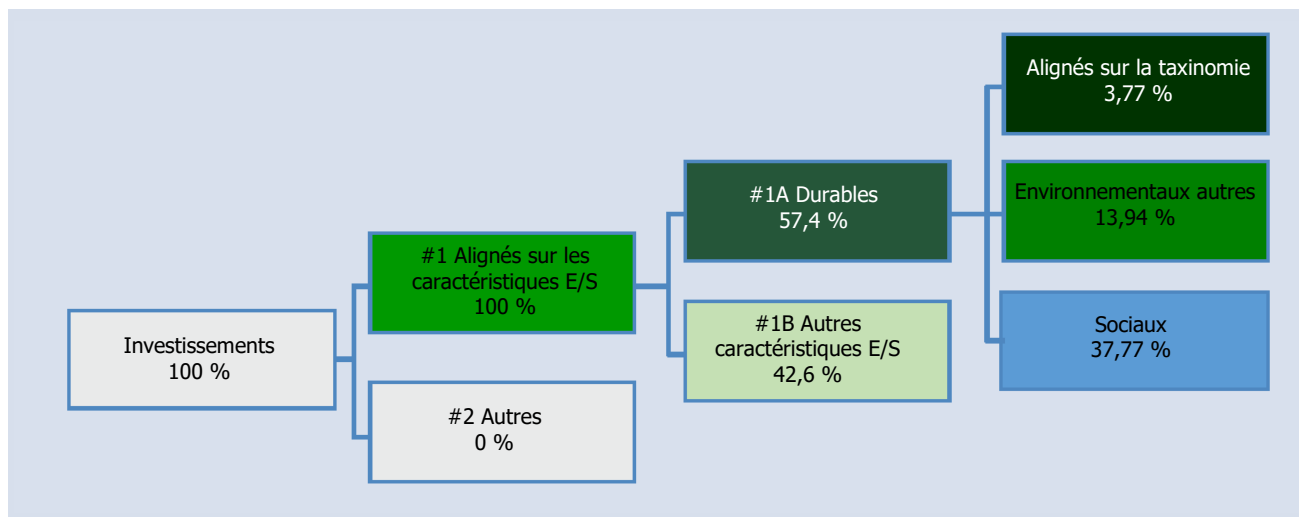 Investissements
100 %
#1 Alignés sur les
caractéristiques E/S
100 %
#2 Autres
0 %
#1A Durables
57,4 %
#1B Autres
caractéristiques E/S
42,6 %
Alignés sur la taxinomie
3,77 %
Environnementaux autres
13,94 %
Sociaux
37,77 %